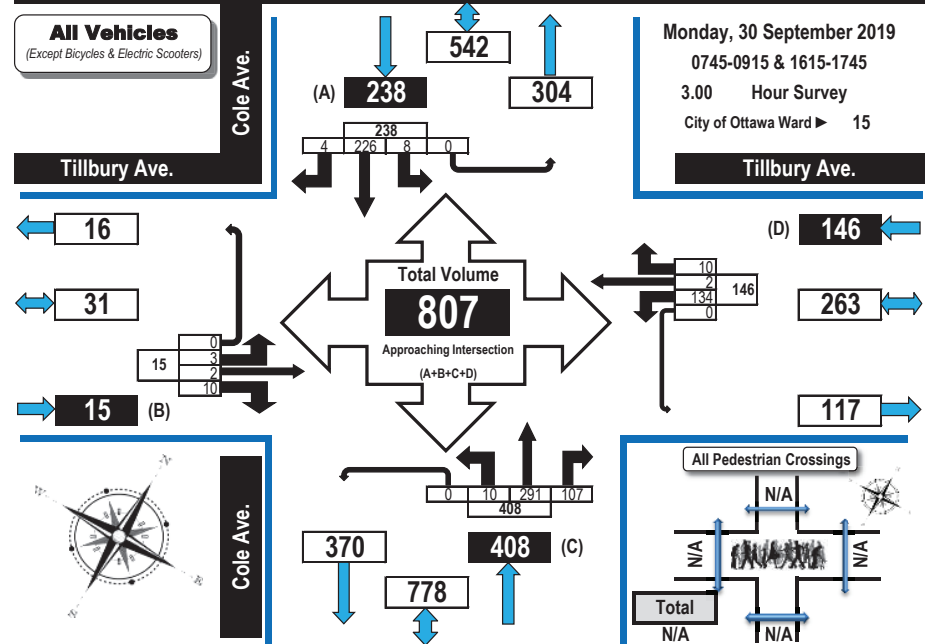 All Vehicles
(Except Bicycles & Electric Scooters)
Cole Ave.
Tillbury Ave.
542
(A) 238
304
238
4 226 8 0
Monday, 30 September 2019
0745-0915 & 1615-1745
3.00 Hour Survey
City of Ottawa Ward ► 15
Tillbury Ave.
16
31
15 (B)
15
0
3
2
10
Total Volume
807
Approaching Intersection
(A+B+C+D)
(D) 146
10
2
134
0
146
263
117
0 10 291 107
408
370
408 (C)
778
Cole Ave.
N
E
S
W
All Pedestrian Crossings
N/A
N/A
N/A
Total
N/A
N/A